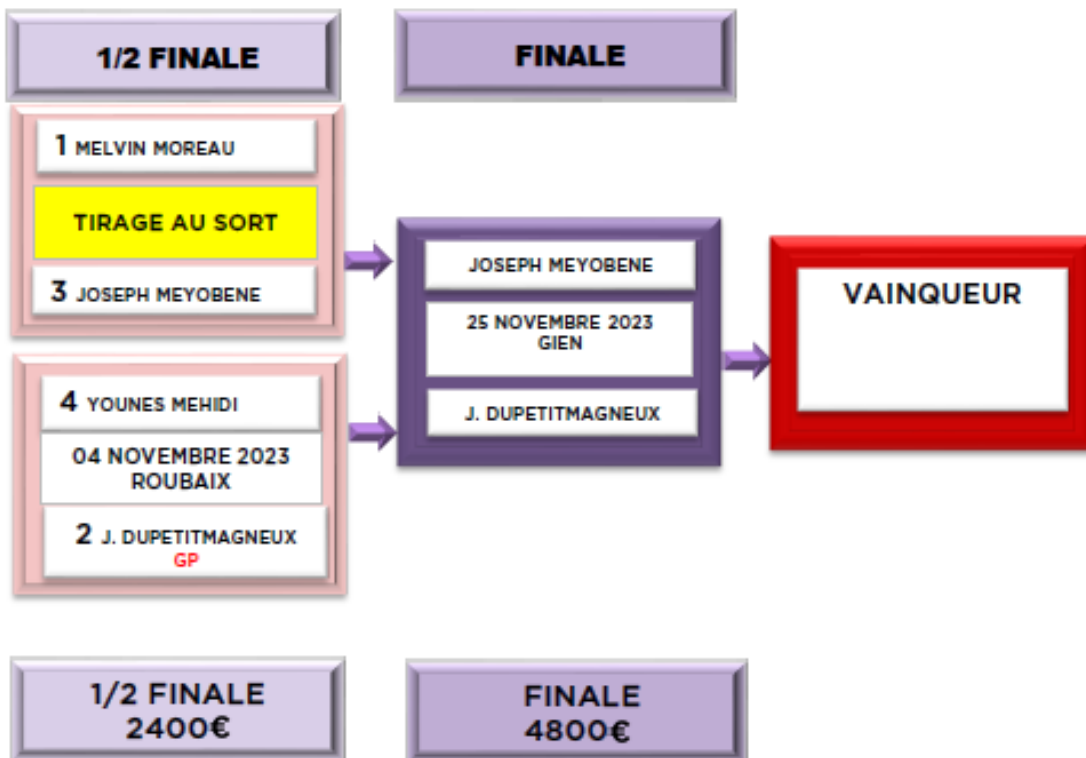 1/2 FINALE
FINALE
1 MELVIN MOREAU
TIRAGE AU SORT
3 JOSEPH MEYOBENE
4 YOUNES MEHIDI
04 NOVEMBRE 2023
ROUBAIX
2 J. DUPETITMAGNEUX
GP
JOSEPH MEYOBENE
25 NOVEMBRE 2023
GIEN
J. DUPETITMAGNEUX
VAINQUEUR
1/2 FINALE
2400€
FINALE
4800€